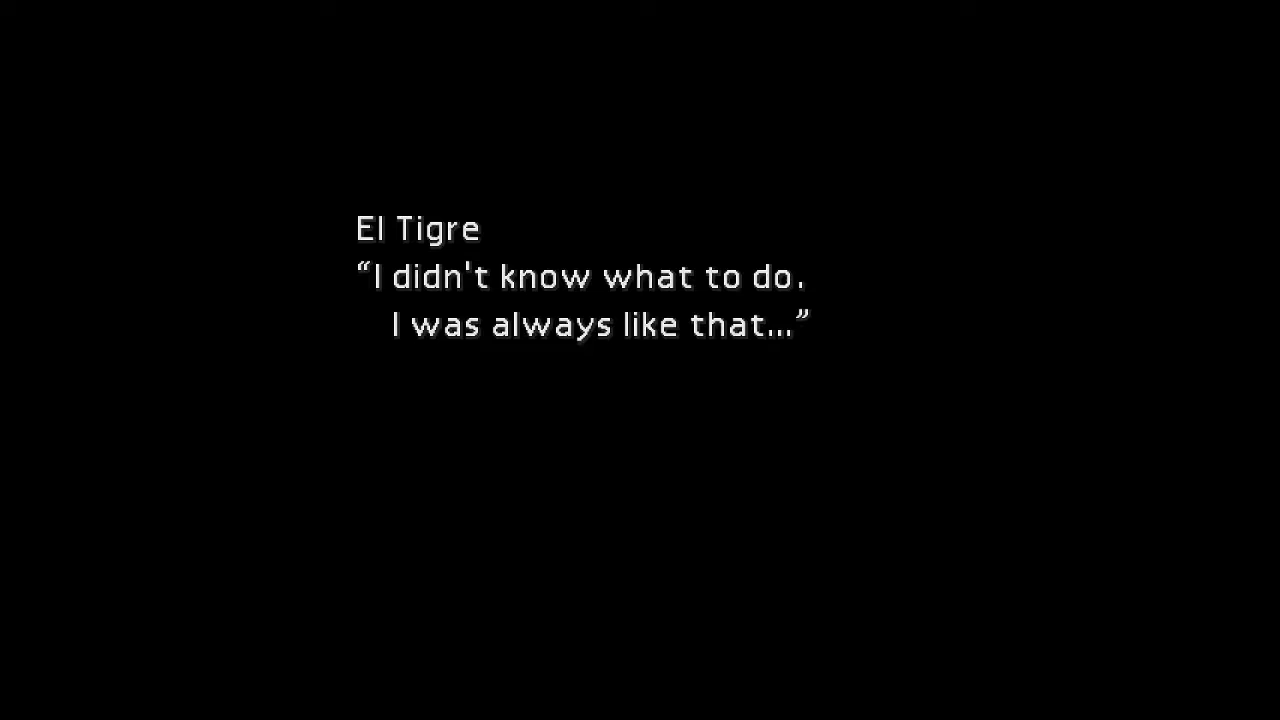 El Tigre
“I didn't know what to do.
I was always like that...”